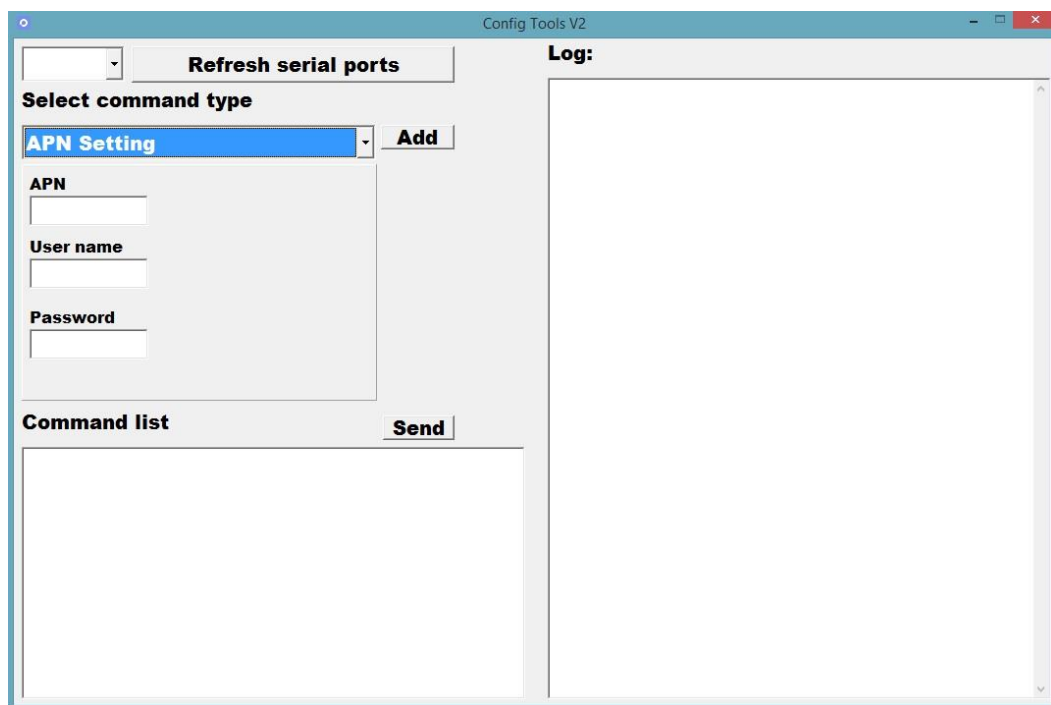 Config Tools V2
Refresh serial ports
Select command type
APN Setting
Add
APN
User name
Password
Command list
Send
Log: